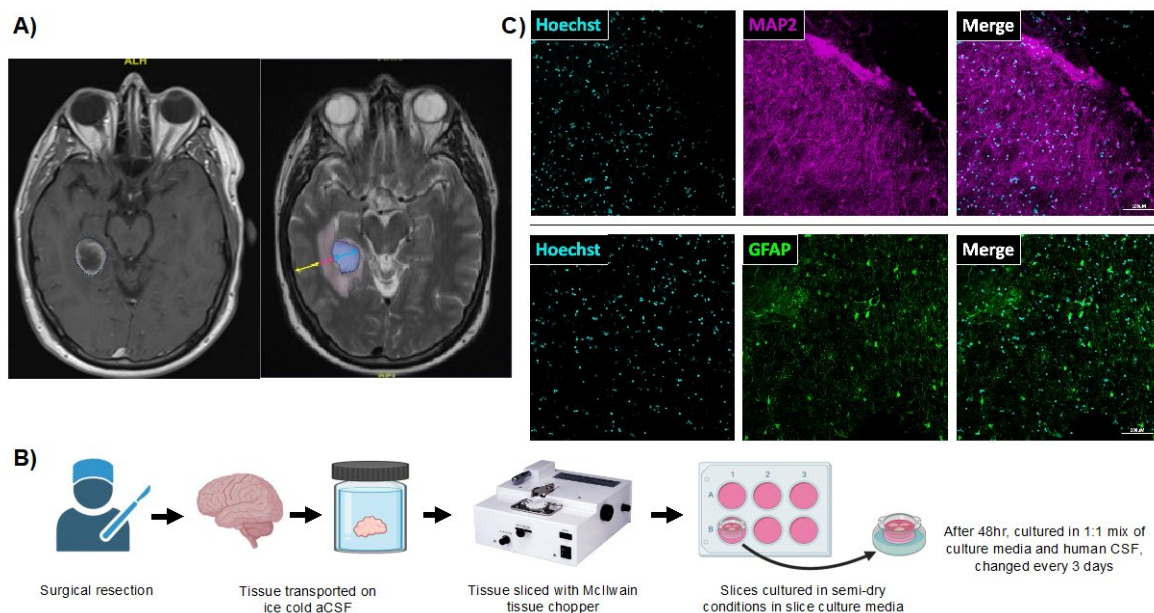 A)
ALH
C)
Hoechst
MAP2
Merge
Hoechst
GFAP
Merge
B)
1
2
3
A
B
Surgical resection
Tissue transported on
ice cold aCSF
Tissue sliced with McIlwain
tissue chopper
Slices cultured in semi-dry
conditions in slice culture media
After 48hr, cultured in 1:1 mix of
culture media and human CSF,
changed every 3 days